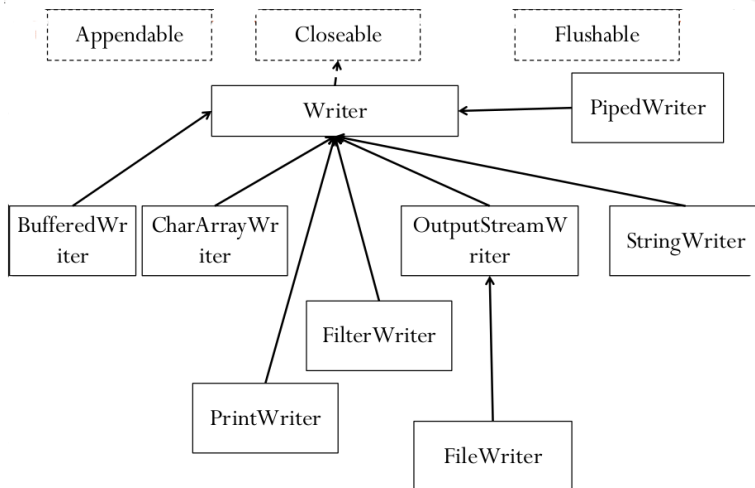 Appendable
Closeable
Flushable
Writer
PipedWriter
BufferedWr
iter
CharArrayWr
iter
OutputStreamW
riter
StringWriter
FilterWriter
PrintWriter
FileWriter